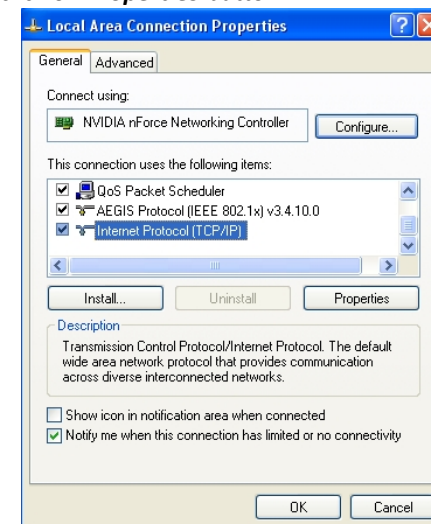 Local Area Connection Properties
General Advanced
Connect using:
NVIDIA nForce Networking Controller Configure...
This connection uses the following items:
QoS Packet Scheduler
AEGIS Protocol (IEEE 802.1x) v3.4.10.0
Internet Protocol (TCP/IP)
Install... Uninstall Properties
Description
Transmission Control Protocol/Internet Protocol. The default
wide area network protocol that provides communication
across diverse interconnected networks.
Show icon in notification area when connected
Notify me when this connection has limited or no connectivity
OK Cancel